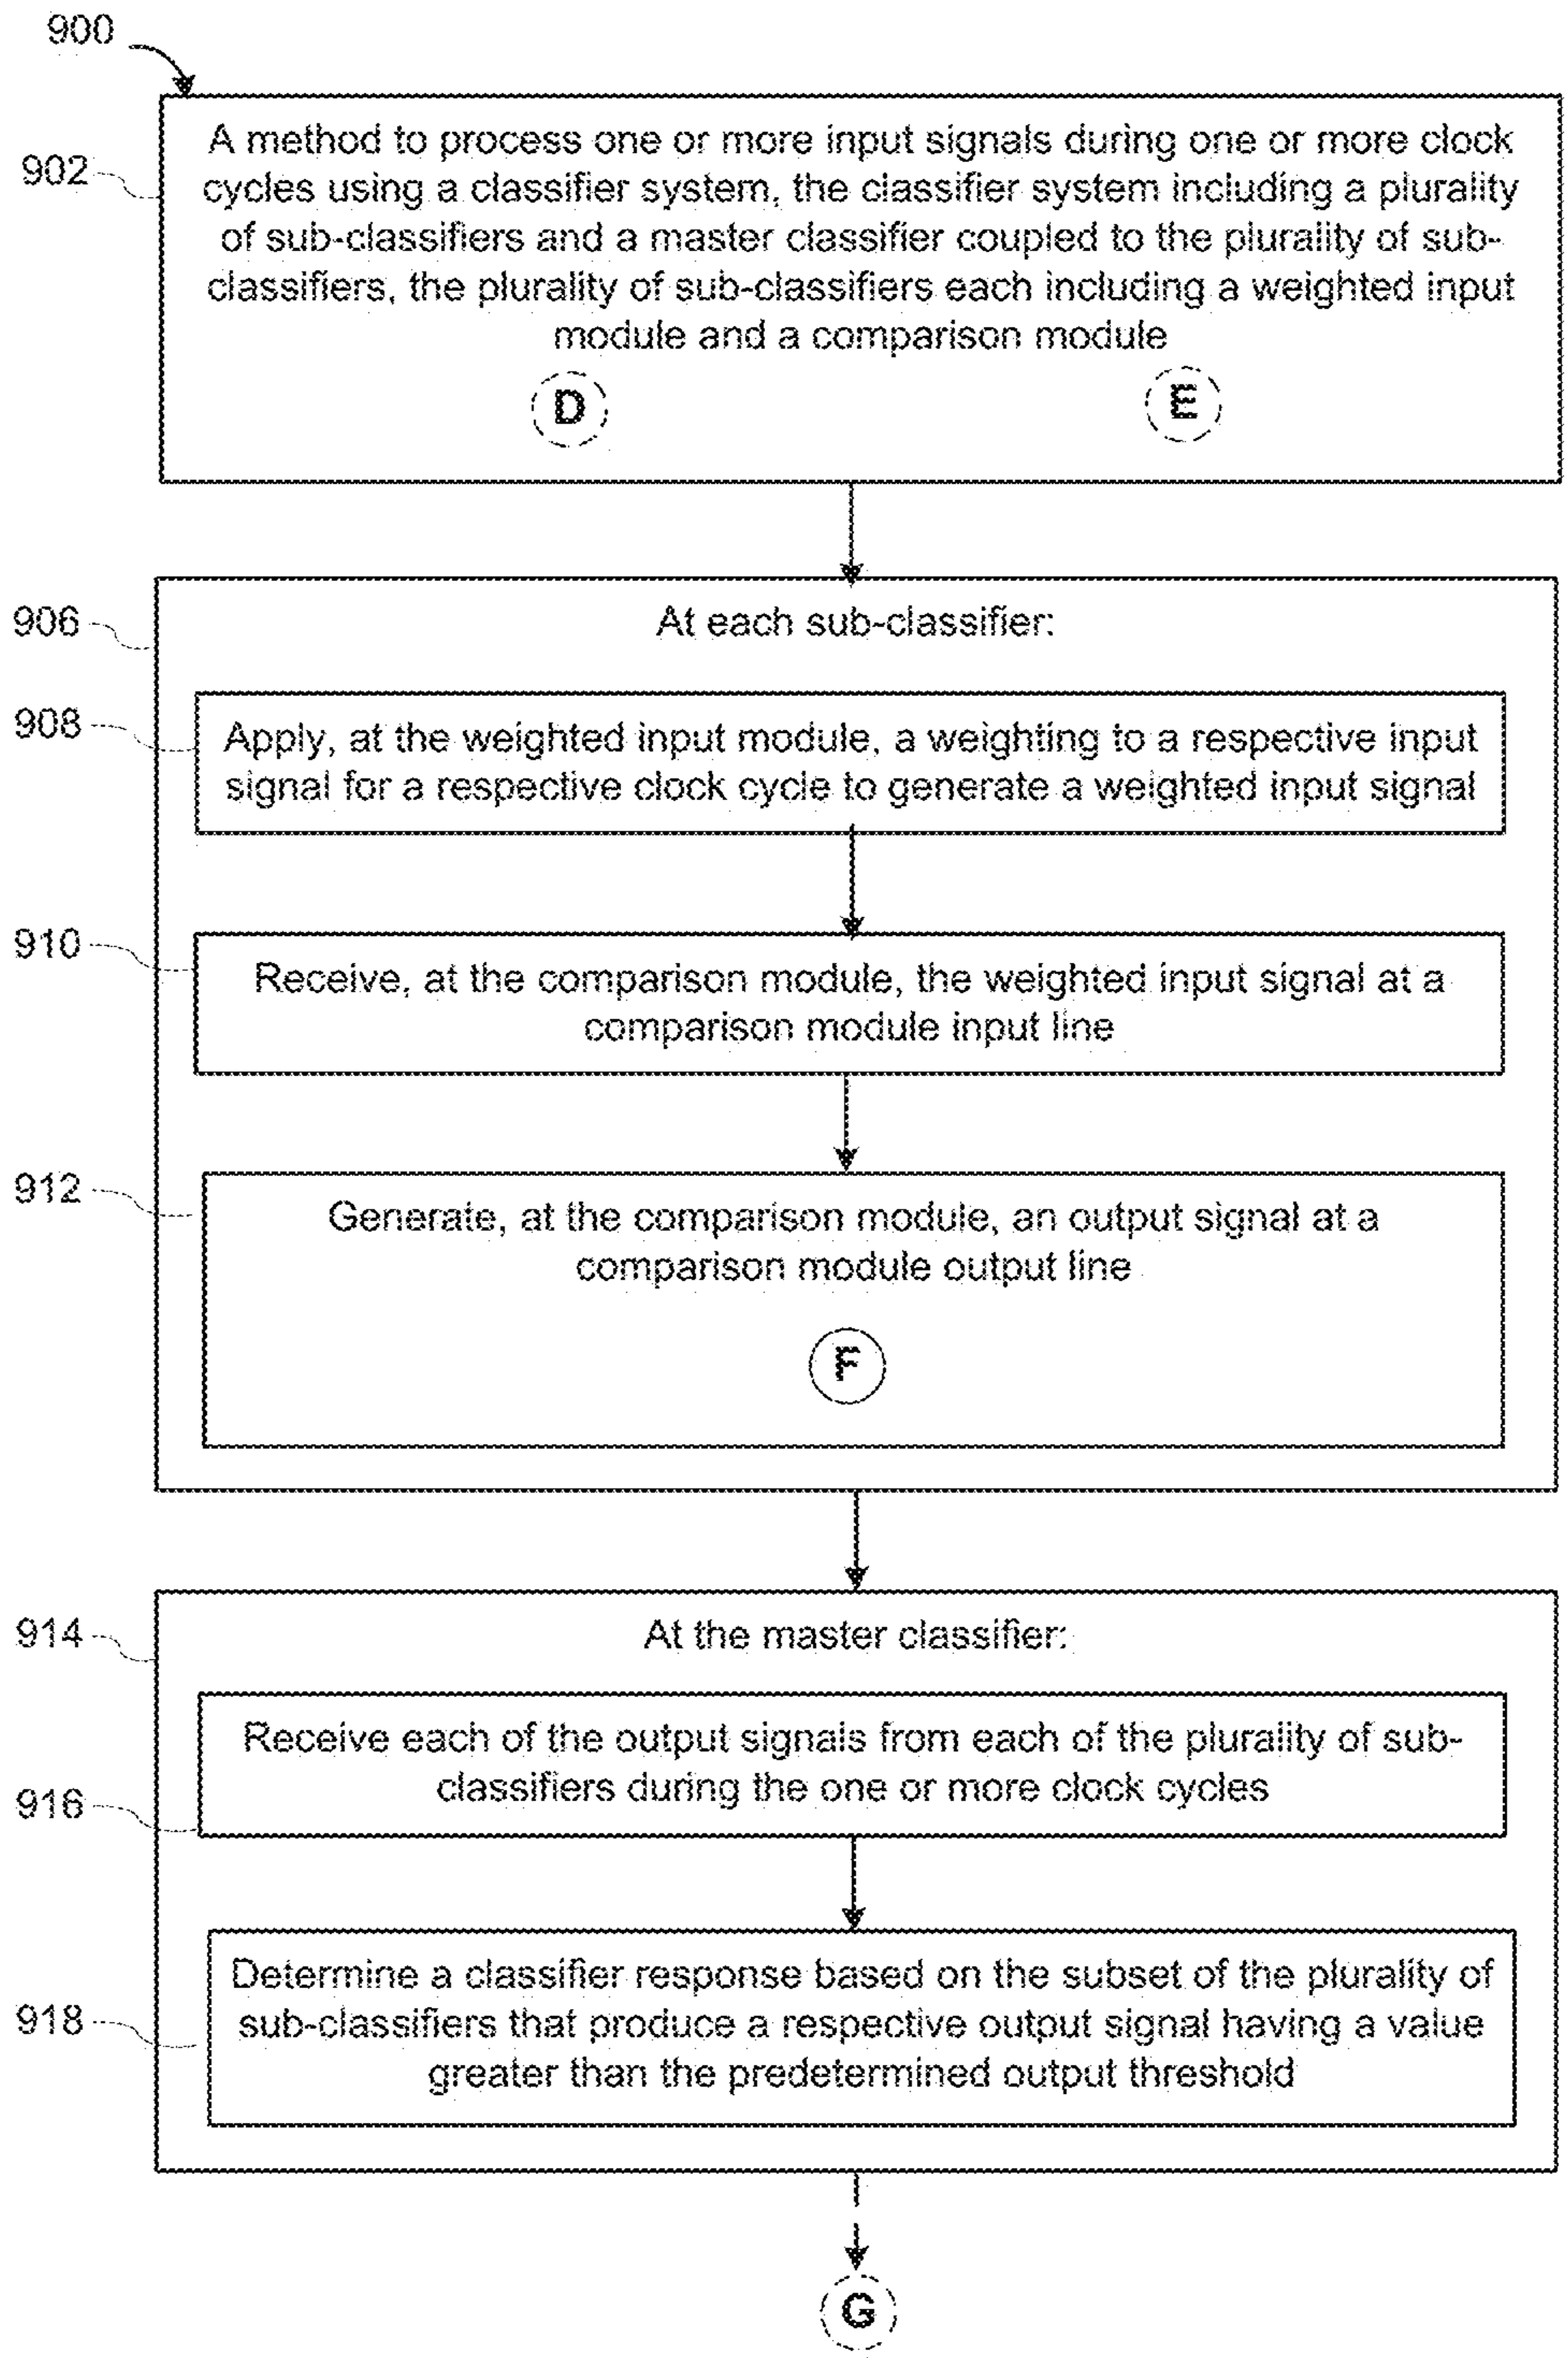 900
902
A method to process one or more input signals during one or more clock
cycles using a classifier system, the classifier system including a plurality
of sub-classifiers and a master classifier coupled to the plurality of sub-
classifiers, the plurality of sub-classifiers each including a weighted input
module and a comparison module
D
E
906
At each sub-classifier:
908
Apply, at the weighted input module, a weighting to a respective input
signal for a respective clock cycle to generate a weighted input signal
910
Receive, at the comparison module, the weighted input signal at a
comparison module input line
912
Generate, at the comparison module, an output signal at a
comparison module output line
F
914
At the master classifier:
916
Receive each of the output signals from each of the plurality of sub-
classifiers during the one or more clock cycles
918
Determine a classifier response based on the subset of the plurality of
sub-classifiers that produce a respective output signal having a value
greater than the predetermined output threshold
G